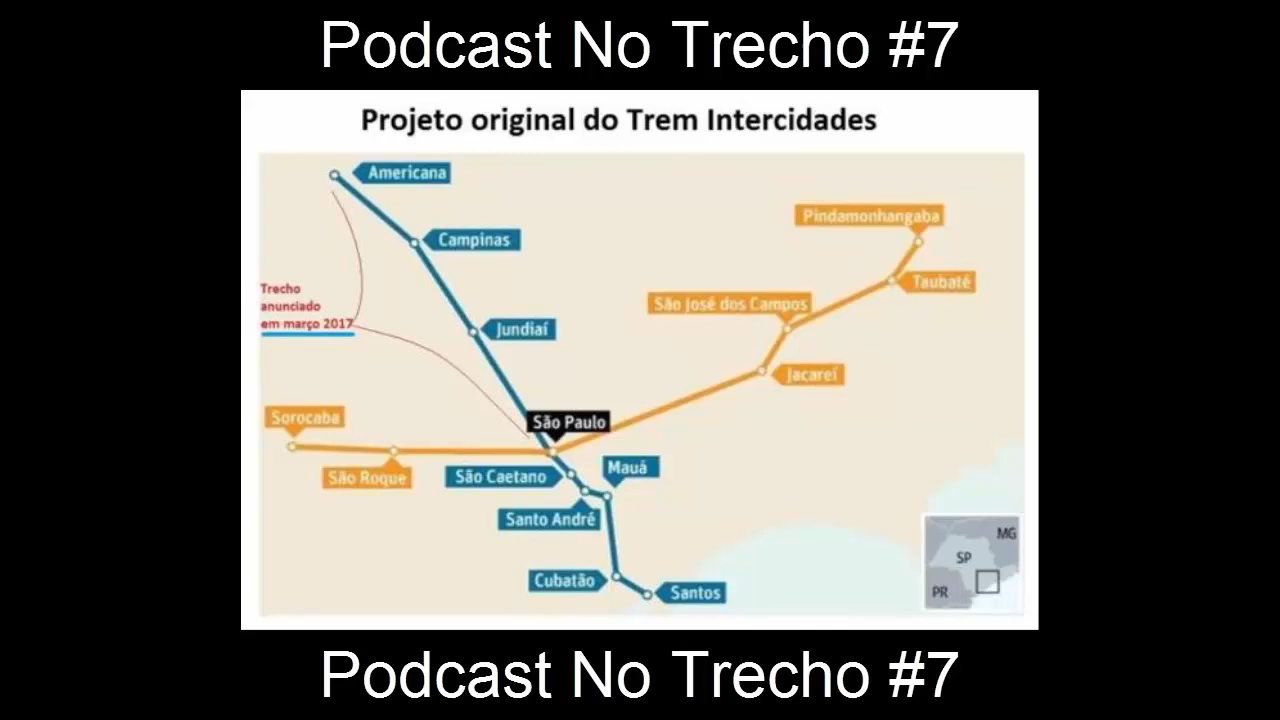 Podcast No Trecho #7
Projeto original do Trem Intercidades
Americana
Campinas
Pindamonhangaba
Taubaté
Trecho
anunciado
em março 2017
São José dos Campos
Jundiaí
Jacareí
Sorocaba
São Paulo
São Roque
São Caetano
Mauá
Santo André
MG
SP
PR
Cubatão
Santos
Podcast No Trecho #7